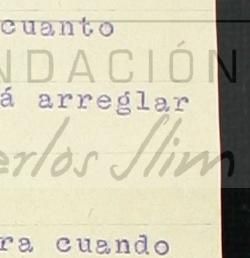 cuanto
NDACIÓN
á arreglar
rlos Slim
ra cuando